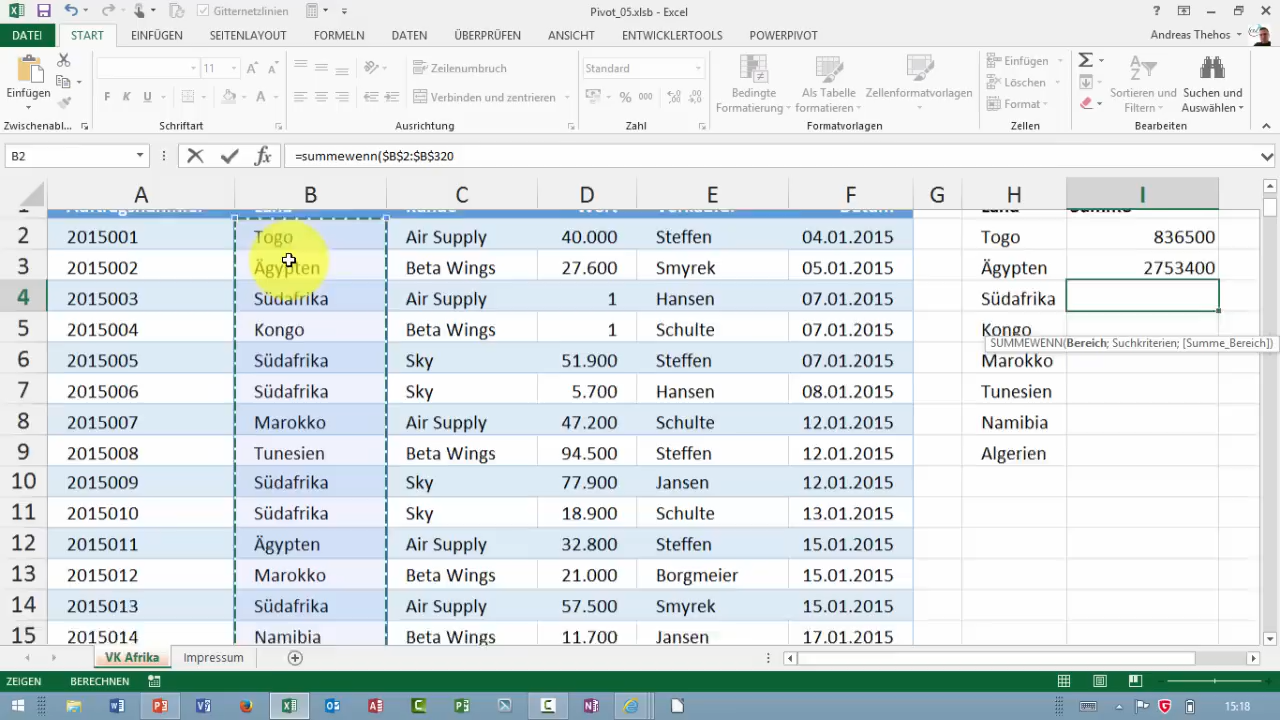 Gitternetzlinien
Pivot_05.xlsb - Excel
DATEI START EINFÜGEN SEITENLAYOUT FORMELN DATEN ÜBERPRÜFEN ANSICHT ENTWICKLERTOOLS POWERPIVOT Andreas Thehos
Einfügen
11
F K U
Zeilenumbruch
Verbinden und zentrieren
Standard
% 000
Bedingte Formatierung
Als Tabelle formatieren
Zellenformatvorlagen
Einfügen
Löschen
Format
Sortieren und Filtern
Suchen und Auswählen
Zwischenabl... Schriftart Ausrichtung Zahl Formatvorlagen Zellen Bearbeiten
B2 =summewenn($B$2:$B$320
A B C D E F G H I
1 Auftragsnummer Land Kunde Wert Verkäufer Datum Land Summe
2 2015001 Togo Air Supply 40.000 Steffen 04.01.2015 Togo 836500
3 2015002 Ägypten Beta Wings 27.600 Smyrek 05.01.2015 Ägypten 2753400
4 2015003 Südafrika Air Supply 1 Hansen 07.01.2015 Südafrika
5 2015004 Kongo Beta Wings 1 Schulte 07.01.2015 Kongo
SUMMEWENN(Bereich; Suchkriterien; [Summe_Bereich])
6 2015005 Südafrika Sky 51.900 Steffen 07.01.2015 Marokko
7 2015006 Südafrika Sky 5.700 Hansen 08.01.2015 Tunesien
8 2015007 Marokko Air Supply 47.200 Schulte 12.01.2015 Namibia
9 2015008 Tunesien Beta Wings 94.500 Steffen 12.01.2015 Algerien
10 2015009 Südafrika Sky 77.900 Jansen 12.01.2015
11 2015010 Südafrika Sky 18.900 Schulte 13.01.2015
12 2015011 Ägypten Air Supply 32.800 Steffen 15.01.2015
13 2015012 Marokko Beta Wings 21.000 Borgmeier 15.01.2015
14 2015013 Südafrika Air Supply 57.500 Smyrek 15.01.2015
15 2015014 Namibia Beta Wings 11.700 Jansen 17.01.2015
VK Afrika Impressum
ZEIGEN BERECHNEN
15:18